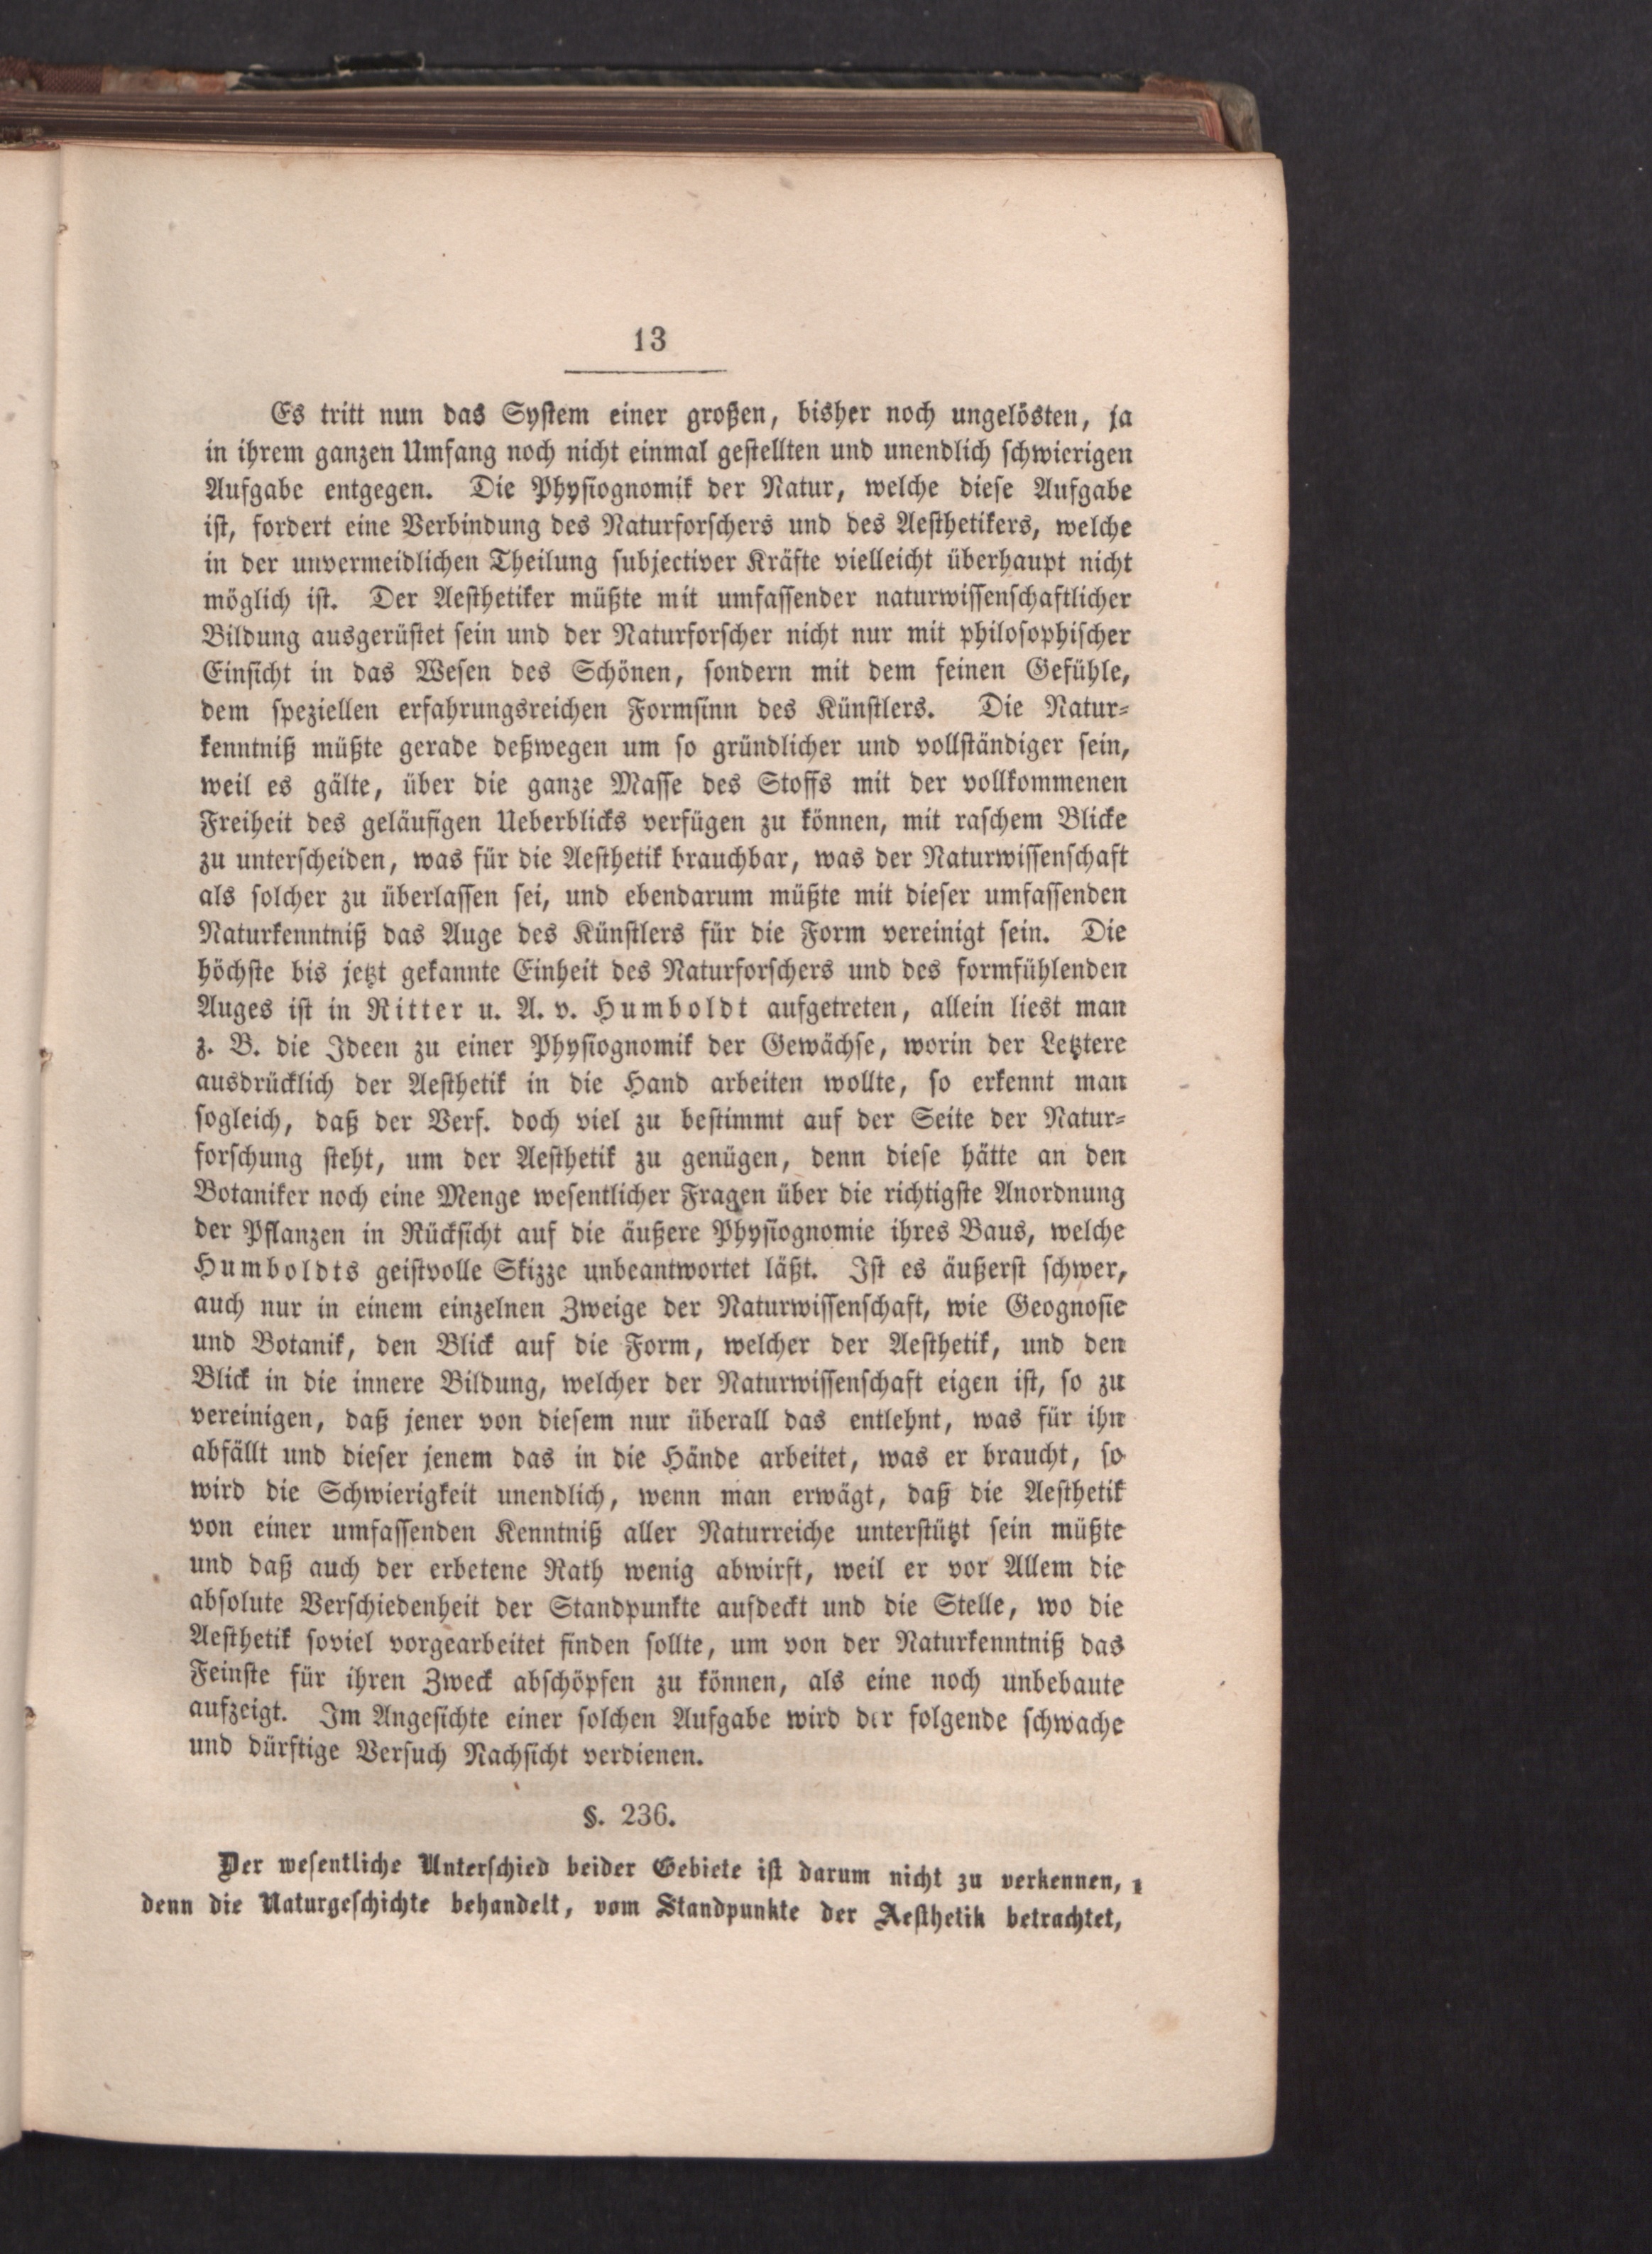 13
Es tritt nun das System einer großen, bisher noch ungelösten, ja
in ihrem ganzen Umfang noch nicht einmal gestellten und unendlich schwierigen
Aufgabe entgegen. Die Physiognomik der Natur, welche diese Aufgabe
ist, fordert eine Verbindung des Naturforschers und des Aesthetikers, welche
in der unvermeidlichen Theilung subjectiver Kräfte vielleicht überhaupt nicht
möglich ist. Der Aesthetiker müßte mit umfassender naturwissenschaftlicher
Bildung ausgerüstet sein und der Naturforscher nicht nur mit philosophischer
Einsicht in das Wesen des Schönen, sondern mit dem feinen Gefühle,
dem speziellen erfahrungsreichen Formsinn des Künstlers. Die Natur-
kenntniß müßte gerade deßwegen um so gründlicher und vollständiger sein,
weil es gälte, über die ganze Masse des Stoffs mit der vollkommenen
Freiheit des geläufigen Ueberblicks verfügen zu können, mit raschem Blicke
zu unterscheiden, was für die Aesthetik brauchbar, was der Naturwissenschaft
als solcher zu überlassen sei, und ebendarum müßte mit dieser umfassenden
Naturkenntniß das Auge des Künstlers für die Form vereinigt sein. Die
höchste bis jetzt gekannte Einheit des Naturforschers und des formfühlenden
Auges ist in Ritter u. A. v. Humboldt aufgetreten, allein liest man
z. B. die Ideen zu einer Physiognomik der Gewächse, worin der Letztere
ausdrücklich der Aesthetik in die Hand arbeiten wollte, so erkennt man
sogleich, daß der Verf. doch viel zu bestimmt auf der Seite der Natur-
forschung steht, um der Aesthetik zu genügen, denn diese hätte an den
Botaniker noch eine Menge wesentlicher Fragen über die richtigste Anordnung
der Pflanzen in Rücksicht auf die äußere Physiognomie ihres Baus, welche
Humboldts geistvolle Skizze unbeantwortet läßt. Ist es äußerst schwer,
auch nur in einem einzelnen Zweige der Naturwissenschaft, wie Geognosie
und Botanik, den Blick auf die Form, welcher der Aesthetik, und den
Blick in die innere Bildung, welcher der Naturwissenschaft eigen ist, so zu
vereinigen, daß jener von diesem nur überall das entlehnt, was für ihn
abfällt und dieser jenem das in die Hände arbeitet, was er braucht, so
wird die Schwierigkeit unendlich, wenn man erwägt, daß die Aesthetik
von einer umfassenden Kenntniß aller Naturreiche unterstützt sein müßte
und daß auch der erbetene Rath wenig abwirft, weil er vor Allem die
absolute Verschiedenheit der Standpunkte aufdeckt und die Stelle, wo die
Aesthetik soviel vorgearbeitet finden sollte, um von der Naturkenntniß das
Feinste für ihren Zweck abschöpfen zu können, als eine noch unbebaute
aufzeigt. Im Angesichte einer solchen Aufgabe wird der folgende schwache
und dürftige Versuch Nachsicht verdienen.
§. 236.
Der wesentliche Unterschied beider Gebiete ist darum nicht zu verkennen, 1
denn die Naturgeschichte behandelt, vom Standpunkte der Aesthetik betrachtet,